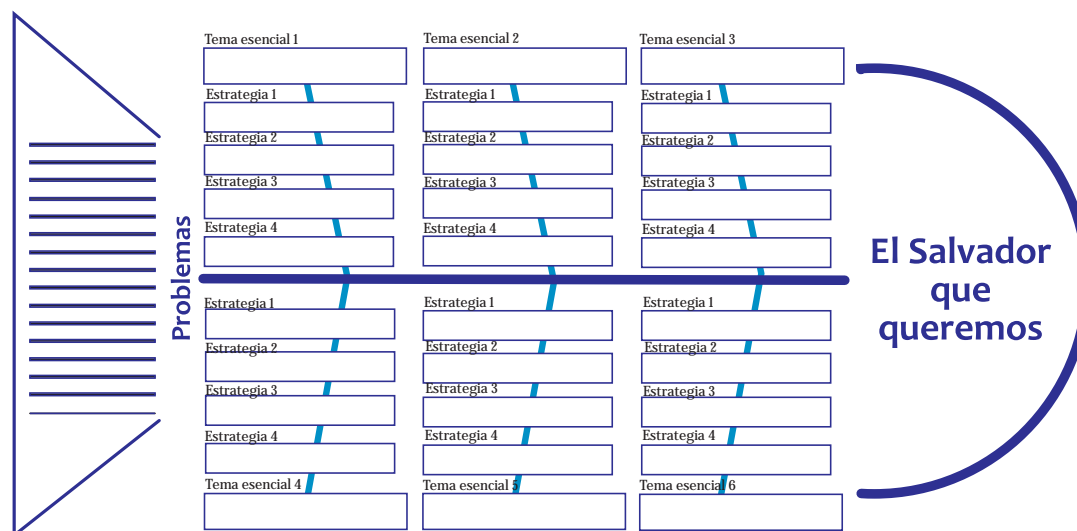 Tema esencial 1
Tema esencial 2
Tema esencial 3
Estrategia 1
Estrategia 1
Estrategia 1
Estrategia 2
Estrategia 2
Estrategia 2
Estrategia 3
Estrategia 3
Estrategia 3
Estrategia 4
Estrategia 4
Estrategia 4
Problemas
El Salvador
que
queremos
Estrategia 1
Estrategia 1
Estrategia 1
Estrategia 2
Estrategia 2
Estrategia 2
Estrategia 3
Estrategia 3
Estrategia 3
Estrategia 4
Estrategia 4
Estrategia 4
Tema esencial 4
Tema esencial 5
Tema esencial 6